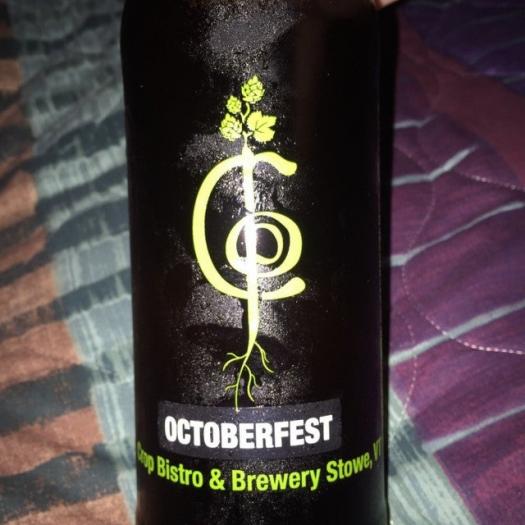 OCTOBERFEST
Crop Bistro & Brewery Stowe, VT